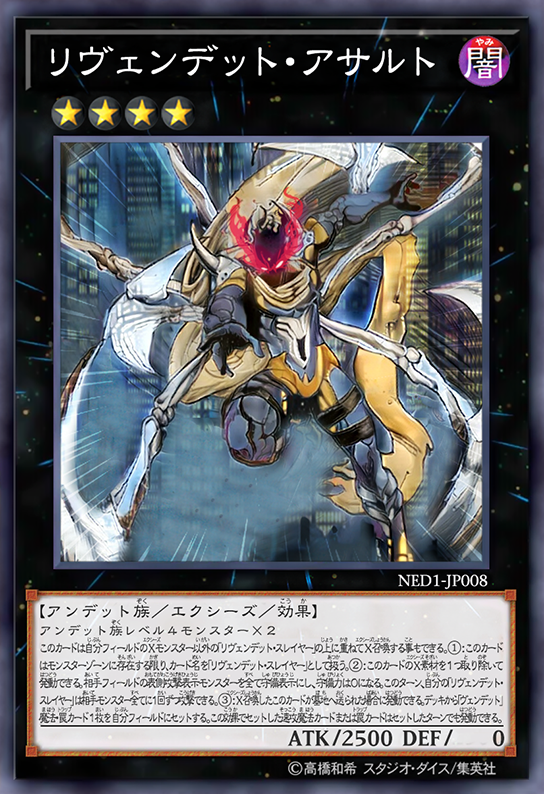 リヴェンデット・アサルト
闇
NED1-JP008
【アンデット族／エクシーズ／効果】
アンデット族レベル４モンスター×２
このカードは自分フィールドのXモンスター以外の「リヴェンデット・スレイヤー」の上に重ねてX召喚する事もできる。①：このカード
はモンスターゾーンに存在する限り、カード名を「リヴェンデット・スレイヤー」として扱う。②：このカードのX素材を１つ取り除いて
発動できる。相手フィールドの表側攻撃表示モンスターを全て守備表示にし、守備力は０になる。このターン、自分の「リヴェンデット・
スレイヤー」は相手モンスター全てに１回ずつ攻撃できる。③：X召喚したこのカードが墓地へ送られた場合に発動できる。デッキから「ヴェンデット」
魔法・罠カード１枚を自分フィールドにセットする。この効果でセットした速攻魔法カードまたは罠カードはセットしたターンでも発動できる。
ATK/2500 DEF/ 0
©高橋和希 スタジオ・ダイス/集英社